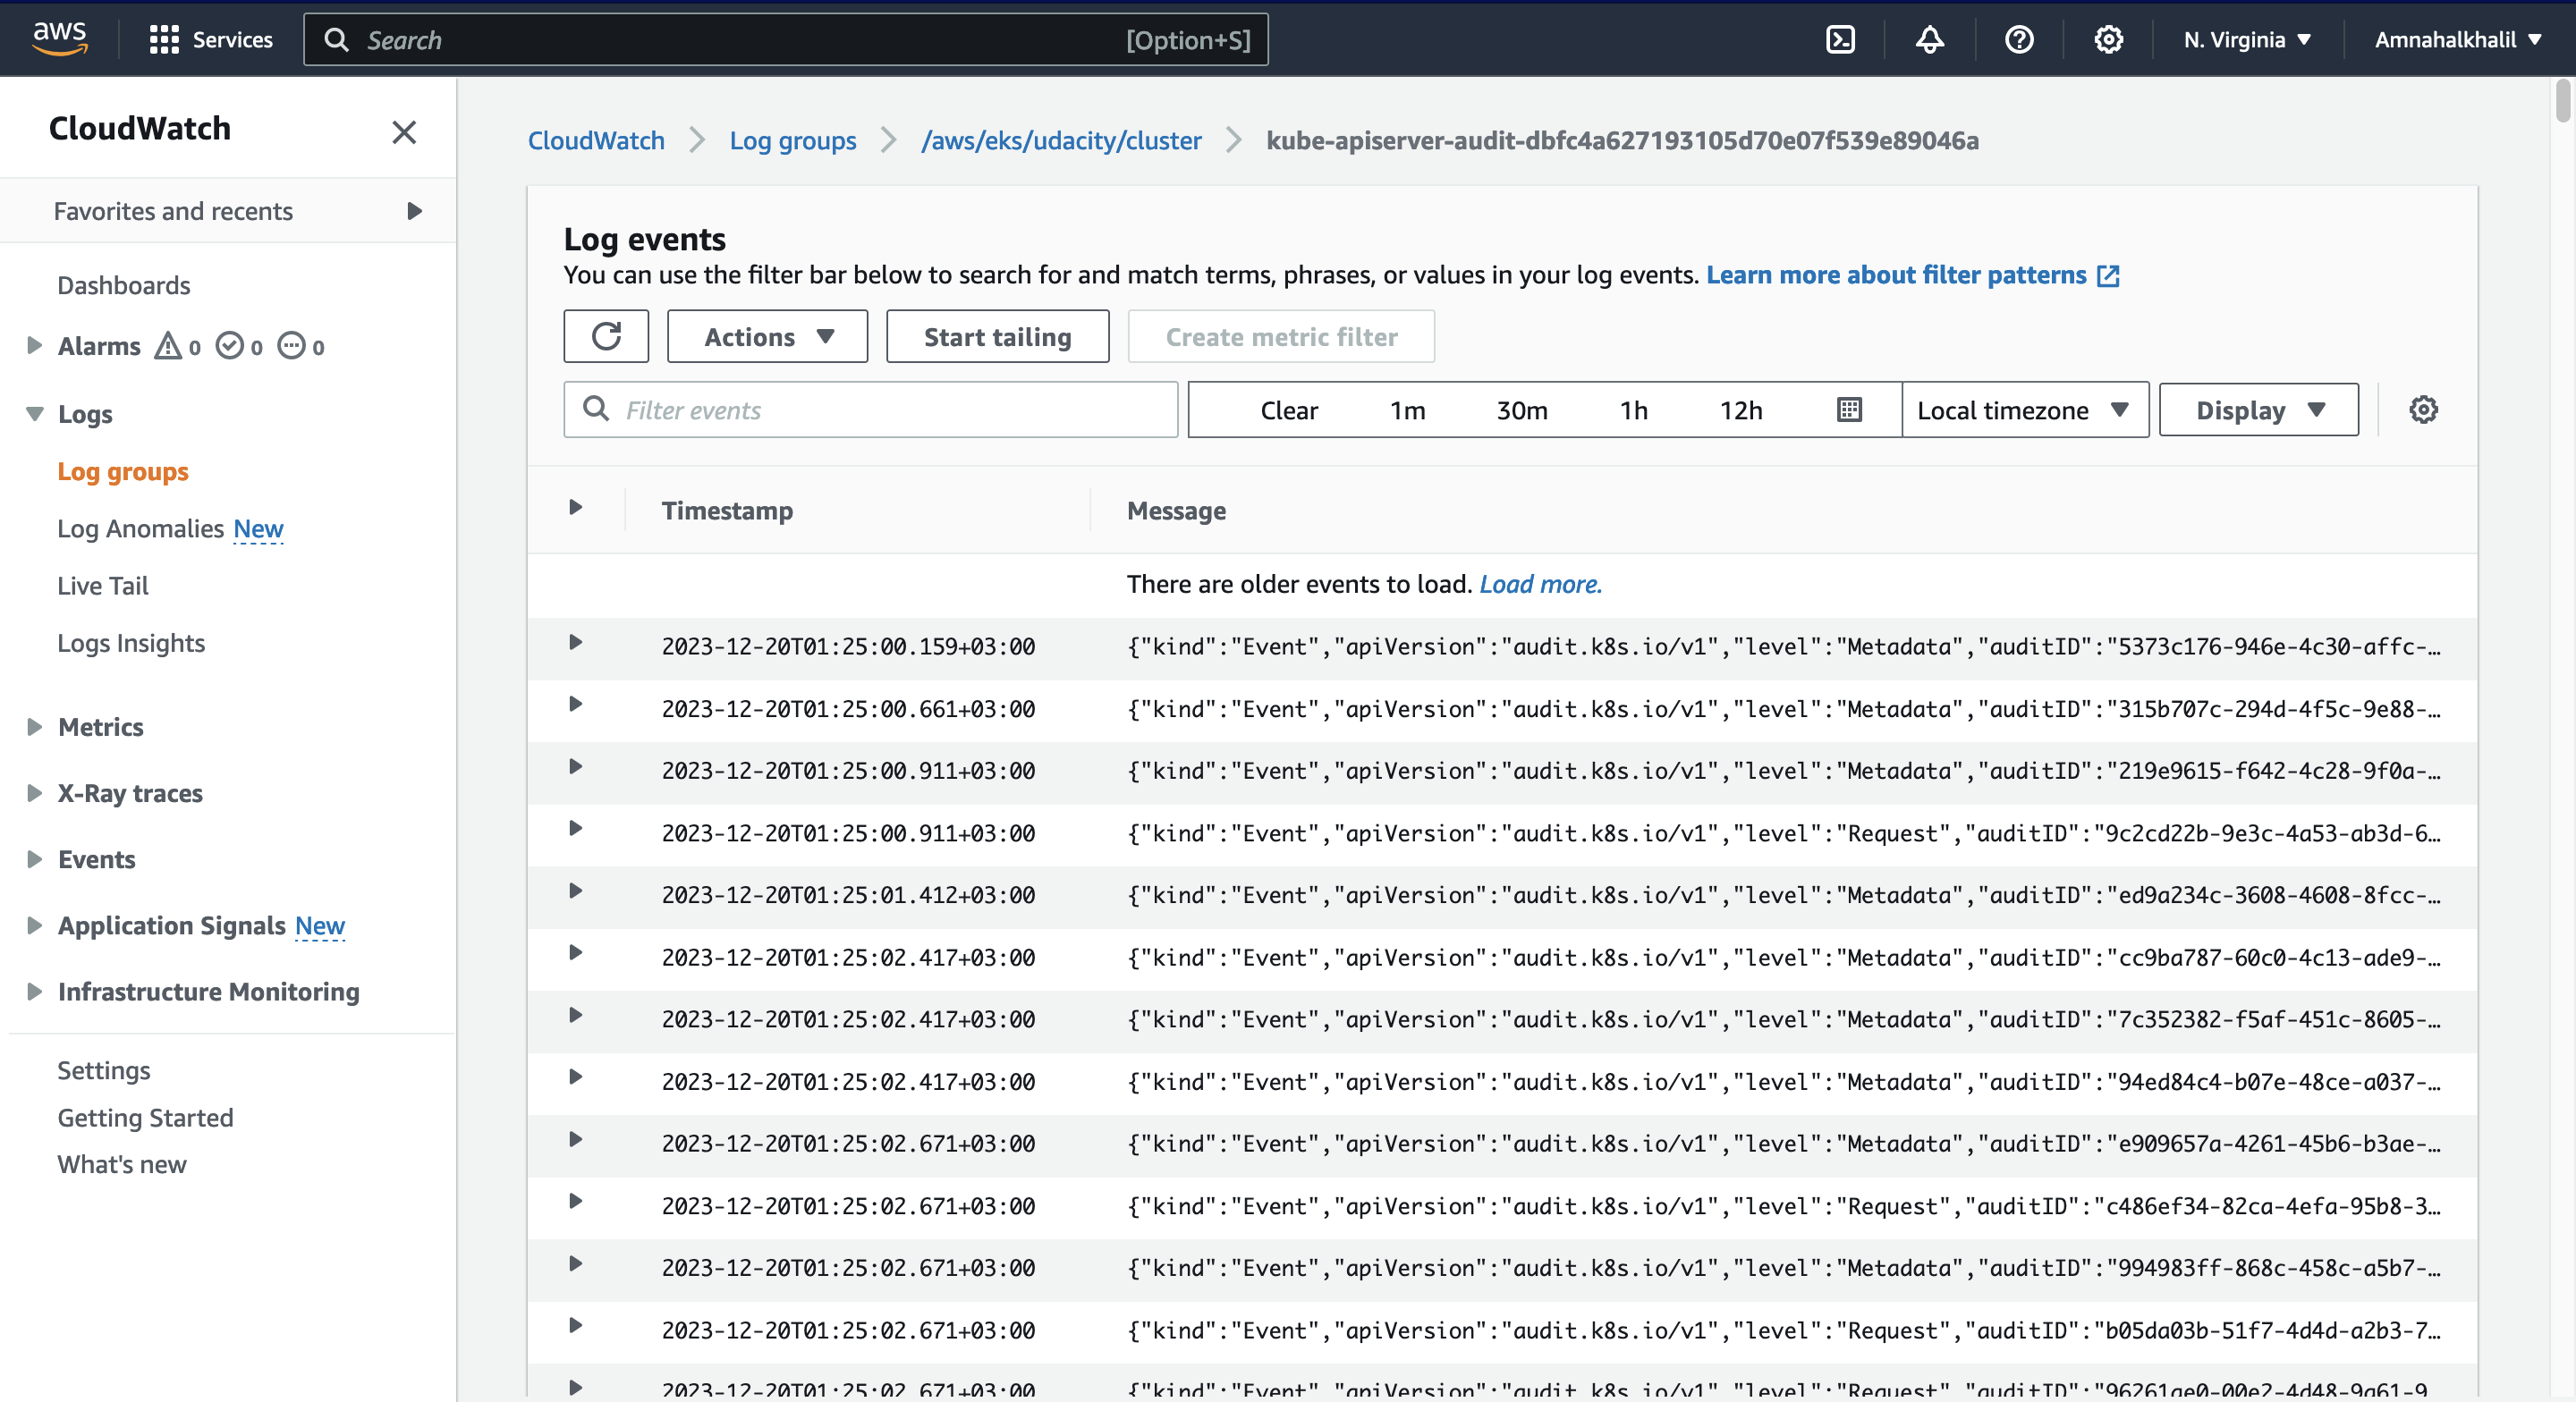 aws
Services
Search
[Option+S]
N. Virginia
Amnahalkhalil
CloudWatch
Favorites and recents
Dashboards
Alarms 0 0 0
Logs
Log groups
Log Anomalies New
Live Tail
Logs Insights
Metrics
X-Ray traces
Events
Application Signals New
Infrastructure Monitoring
Settings
Getting Started
What's new
CloudWatch
Log groups
/aws/eks/udacity/cluster
kube-apiserver-audit-dbfc4a627193105d70e07f539e89046a
Log events
You can use the filter bar below to search for and match terms, phrases, or values in your log events. Learn more about filter patterns
Actions
Start tailing
Create metric filter
Filter events
Clear 1m 30m 1h 12h
Local timezone
Display
Timestamp Message
There are older events to load. Load more.
2023-12-20T01:25:00.159+03:00 {"kind":"Event","apiVersion":"audit.k8s.io/v1","level":"Metadata","auditID":"5373c176-946e-4c30-affc-…
2023-12-20T01:25:00.661+03:00 {"kind":"Event","apiVersion":"audit.k8s.io/v1","level":"Metadata","auditID":"315b707c-294d-4f5c-9e88-…
2023-12-20T01:25:00.911+03:00 {"kind":"Event","apiVersion":"audit.k8s.io/v1","level":"Metadata","auditID":"219e9615-f642-4c28-9f0a-…
2023-12-20T01:25:00.911+03:00 {"kind":"Event","apiVersion":"audit.k8s.io/v1","level":"Request","auditID":"9c2cd22b-9e3c-4a53-ab3d-6…
2023-12-20T01:25:01.412+03:00 {"kind":"Event","apiVersion":"audit.k8s.io/v1","level":"Metadata","auditID":"ed9a234c-3608-4608-8fcc-…
2023-12-20T01:25:02.417+03:00 {"kind":"Event","apiVersion":"audit.k8s.io/v1","level":"Metadata","auditID":"cc9ba787-60c0-4c13-ade9-…
2023-12-20T01:25:02.417+03:00 {"kind":"Event","apiVersion":"audit.k8s.io/v1","level":"Metadata","auditID":"7c352382-f5af-451c-8605-…
2023-12-20T01:25:02.417+03:00 {"kind":"Event","apiVersion":"audit.k8s.io/v1","level":"Metadata","auditID":"94ed84c4-b07e-48ce-a037-…
2023-12-20T01:25:02.671+03:00 {"kind":"Event","apiVersion":"audit.k8s.io/v1","level":"Metadata","auditID":"e909657a-4261-45b6-b3ae-…
2023-12-20T01:25:02.671+03:00 {"kind":"Event","apiVersion":"audit.k8s.io/v1","level":"Request","auditID":"c486ef34-82ca-4efa-95b8-3…
2023-12-20T01:25:02.671+03:00 {"kind":"Event","apiVersion":"audit.k8s.io/v1","level":"Metadata","auditID":"994983ff-868c-458c-a5b7-…
2023-12-20T01:25:02.671+03:00 {"kind":"Event","apiVersion":"audit.k8s.io/v1","level":"Request","auditID":"b05da03b-51f7-4d4d-a2b3-7…
2023-12-20T01:25:02.671+03:00 {"kind":"Event","apiVersion":"audit.k8s.io/v1","level":"Request","auditID":"96261ae0-00e2-4d48-9a61-9